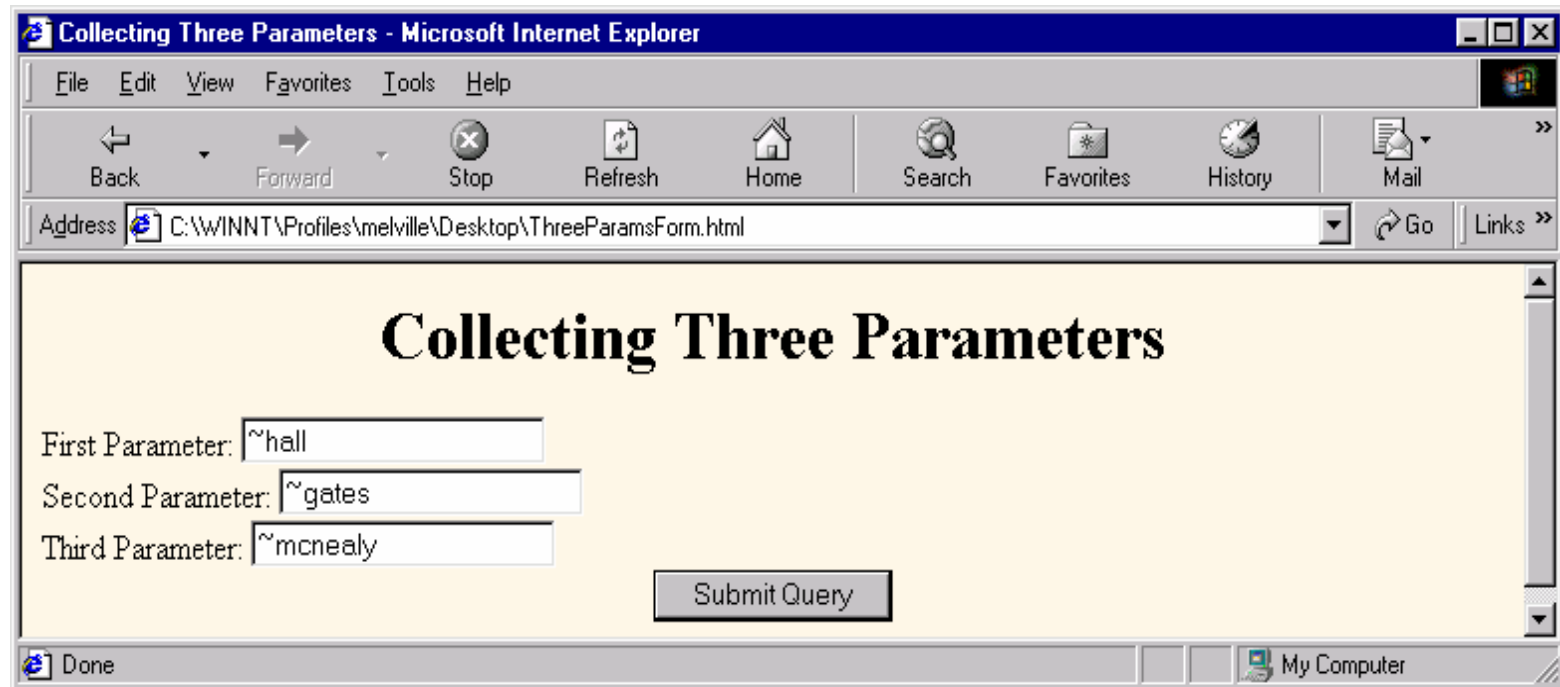 Collecting Three Parameters - Microsoft Internet Explorer
File Edit View Favorites Tools Help
Back Forward Stop Refresh Home Search Favorites History Mail »
Address C:\WINNT\Profiles\melville\Desktop\ThreeParamsForm.html Go Links »
Collecting Three Parameters
First Parameter: ~hall
Second Parameter: ~gates
Third Parameter: ~mcnealy
Submit Query
Done My Computer